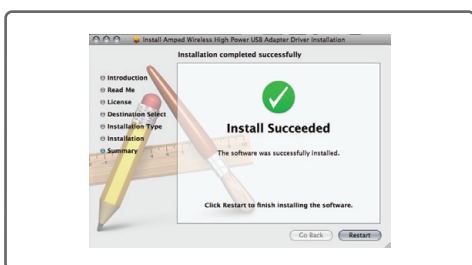 Install Amped Wireless High Power USB Adapter Driver Installation
Installation completed successfully
Introduction
Read Me
License
Destination Select
Installation Type
Installation
Summary
Install Succeeded
The software was successfully installed.
Click Restart to finish installing the software.
Go Back
Restart